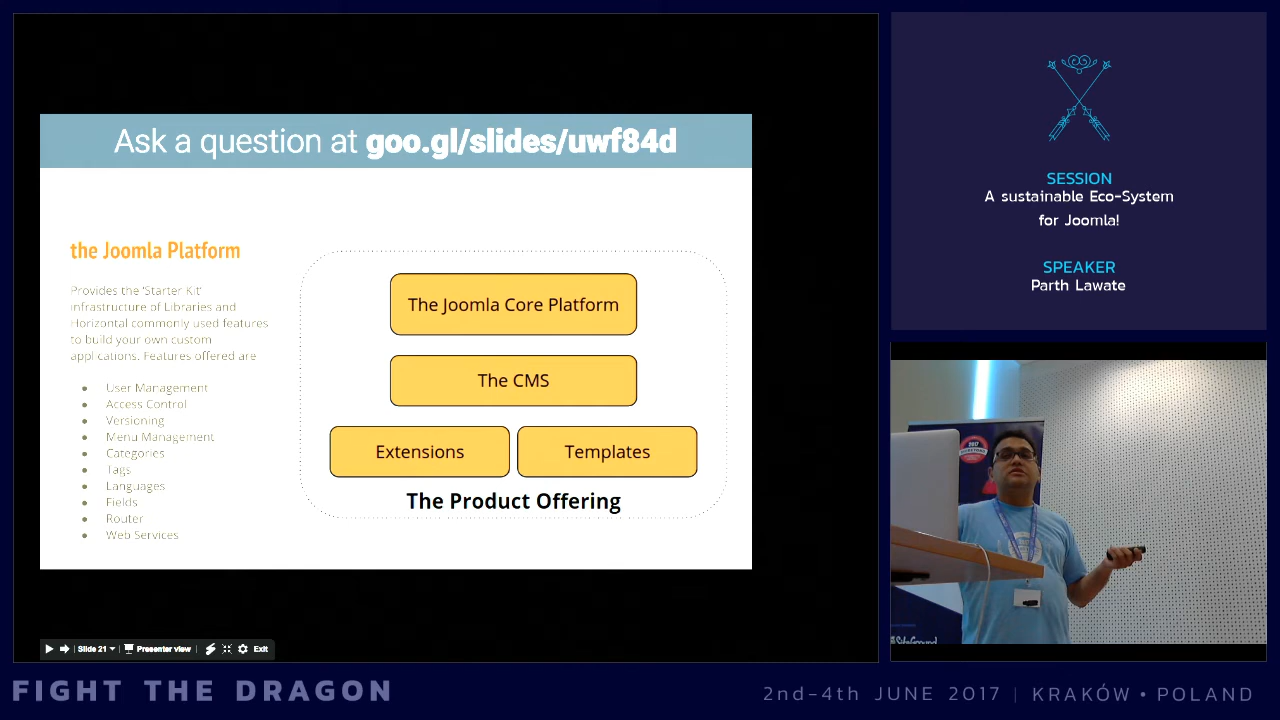 Ask a question at goo.gl/slides/uwf84d
the Joomla Platform
Provides the 'Starter Kit'
infrastructure of Libraries and
Horizontal commonly used features
to build your own custom
applications. Features offered are
● User Management
● Access Control
● Versioning
● Menu Management
● Categories
● Tags
● Languages
● Fields
● Router
● Web Services
The Joomla Core Platform
The CMS
Extensions
Templates
The Product Offering
Slide 21
Presenter view
Exit
SESSION
A sustainable Eco-System
for Joomla!
SPEAKER
Parth Lawate
2017
SiteGround
FIGHT THE DRAGON
2nd-4th JUNE 2017 | KRAKÓW • POLAND